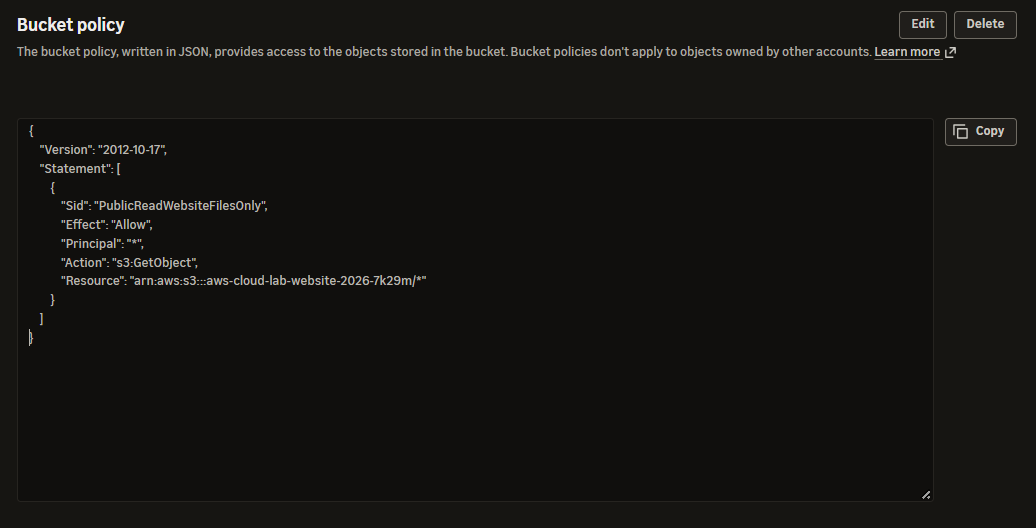 Bucket policy
Edit
Delete
The bucket policy, written in JSON, provides access to the objects stored in the bucket. Bucket policies don't apply to objects owned by other accounts. Learn more
Copy
{
"Version": "2012-10-17",
"Statement": [
{
"Sid": "PublicReadWebsiteFilesOnly",
"Effect": "Allow",
"Principal": "*",
"Action": "s3:GetObject",
"Resource": "arn:aws:s3:::aws-cloud-lab-website-2026-7k29m/*"
}
]
}